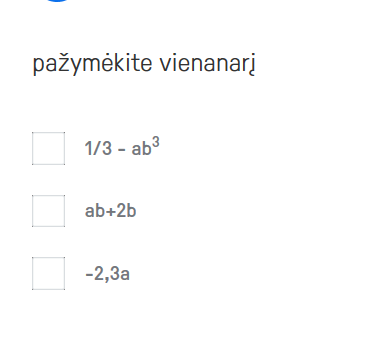 pažymėkite vienanarį
1/3 - ab³
ab+2b
-2,3a